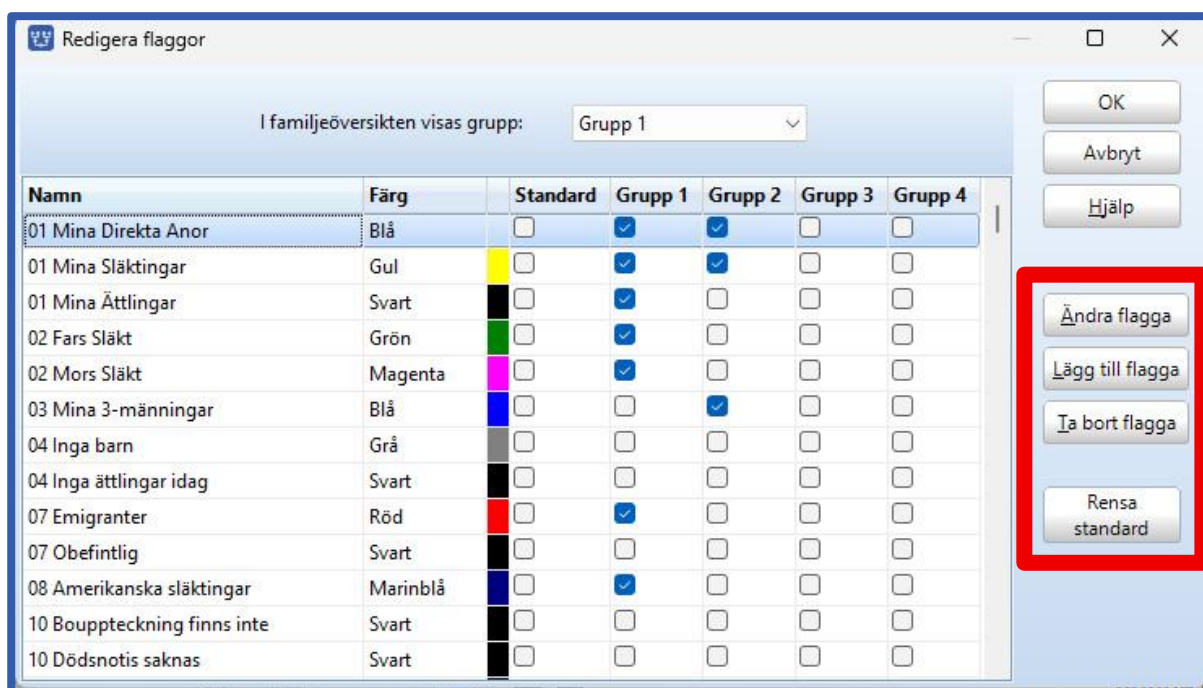 Redigera flaggor
I familjeöversikten visas grupp: Grupp 1
OK
Avbryt
Hjälp
Namn Färg Standard Grupp 1 Grupp 2 Grupp 3 Grupp 4
01 Mina Direkta Anor Blå
01 Mina Släktingar Gul
01 Mina Ättlingar Svart
02 Fars Släkt Grön
02 Mors Släkt Magenta
03 Mina 3-männingar Blå
04 Inga barn Grå
04 Inga ättlingar idag Svart
07 Emigranter Röd
07 Obefintlig Svart
08 Amerikanska släktingar Marinblå
10 Bouppteckning finns inte Svart
10 Dödsnotis saknas Svart
Ändra flagga
Lägg till flagga
Ta bort flagga
Rensa
standard